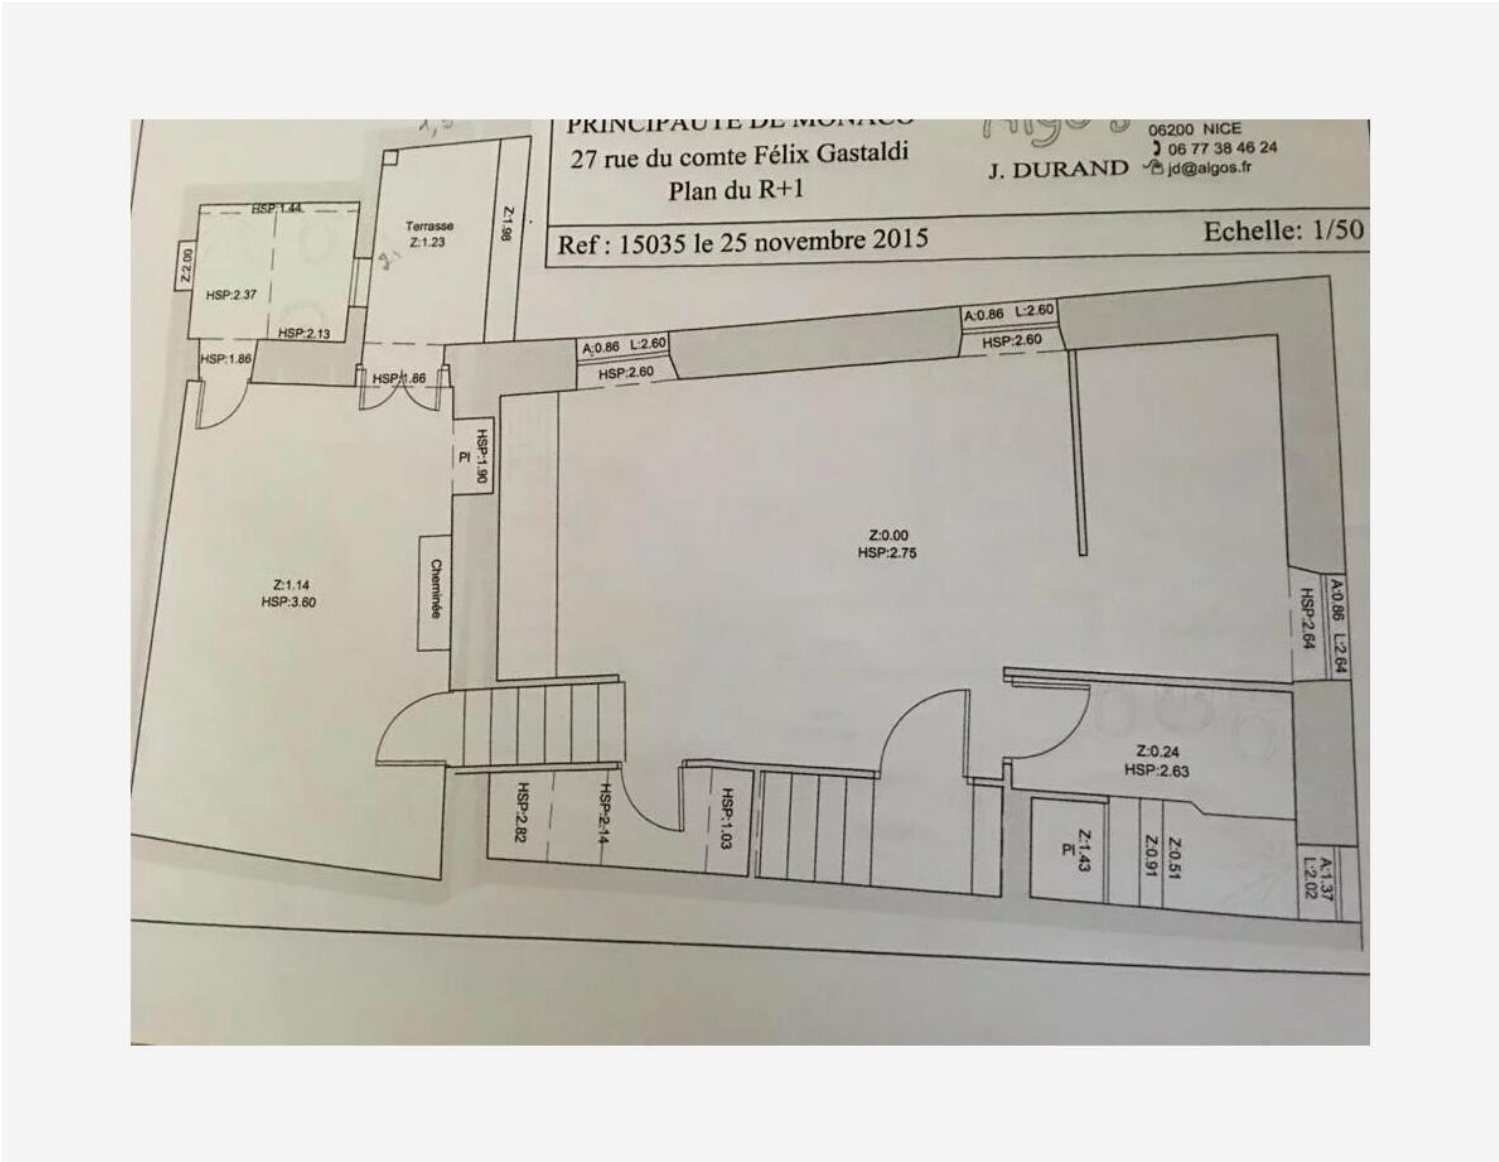 PRINCIPAUTE DE MONACO
27 rue du comte Félix Gastaldi
Plan du R+1
Algo's
J. DURAND
06200 NICE
06 77 38 46 24
jd@algos.fr
Ref : 15035 le 25 novembre 2015
Echelle: 1/50
HSP:1.44
Z:2.00
HSP:2.37
HSP:2.13
HSP:1.86
Terrasse
Z:1.23
Z:1.98
HSP:1.86
A:0.86 L:2.60
HSP:2.60
A:0.86 L:2.60
HSP:2.60
Pl
HSP:1.90
Cheminée
Z:1.14
HSP:3.60
Z:0.00
HSP:2.75
A:0.86 L:2.64
HSP:2.64
Z:0.24
HSP:2.63
HSP:2.82
HSP:2.14
HSP:1.03
Pl
Z:1.43
Z:0.91
Z:0.51
A:1.37
L:2.02